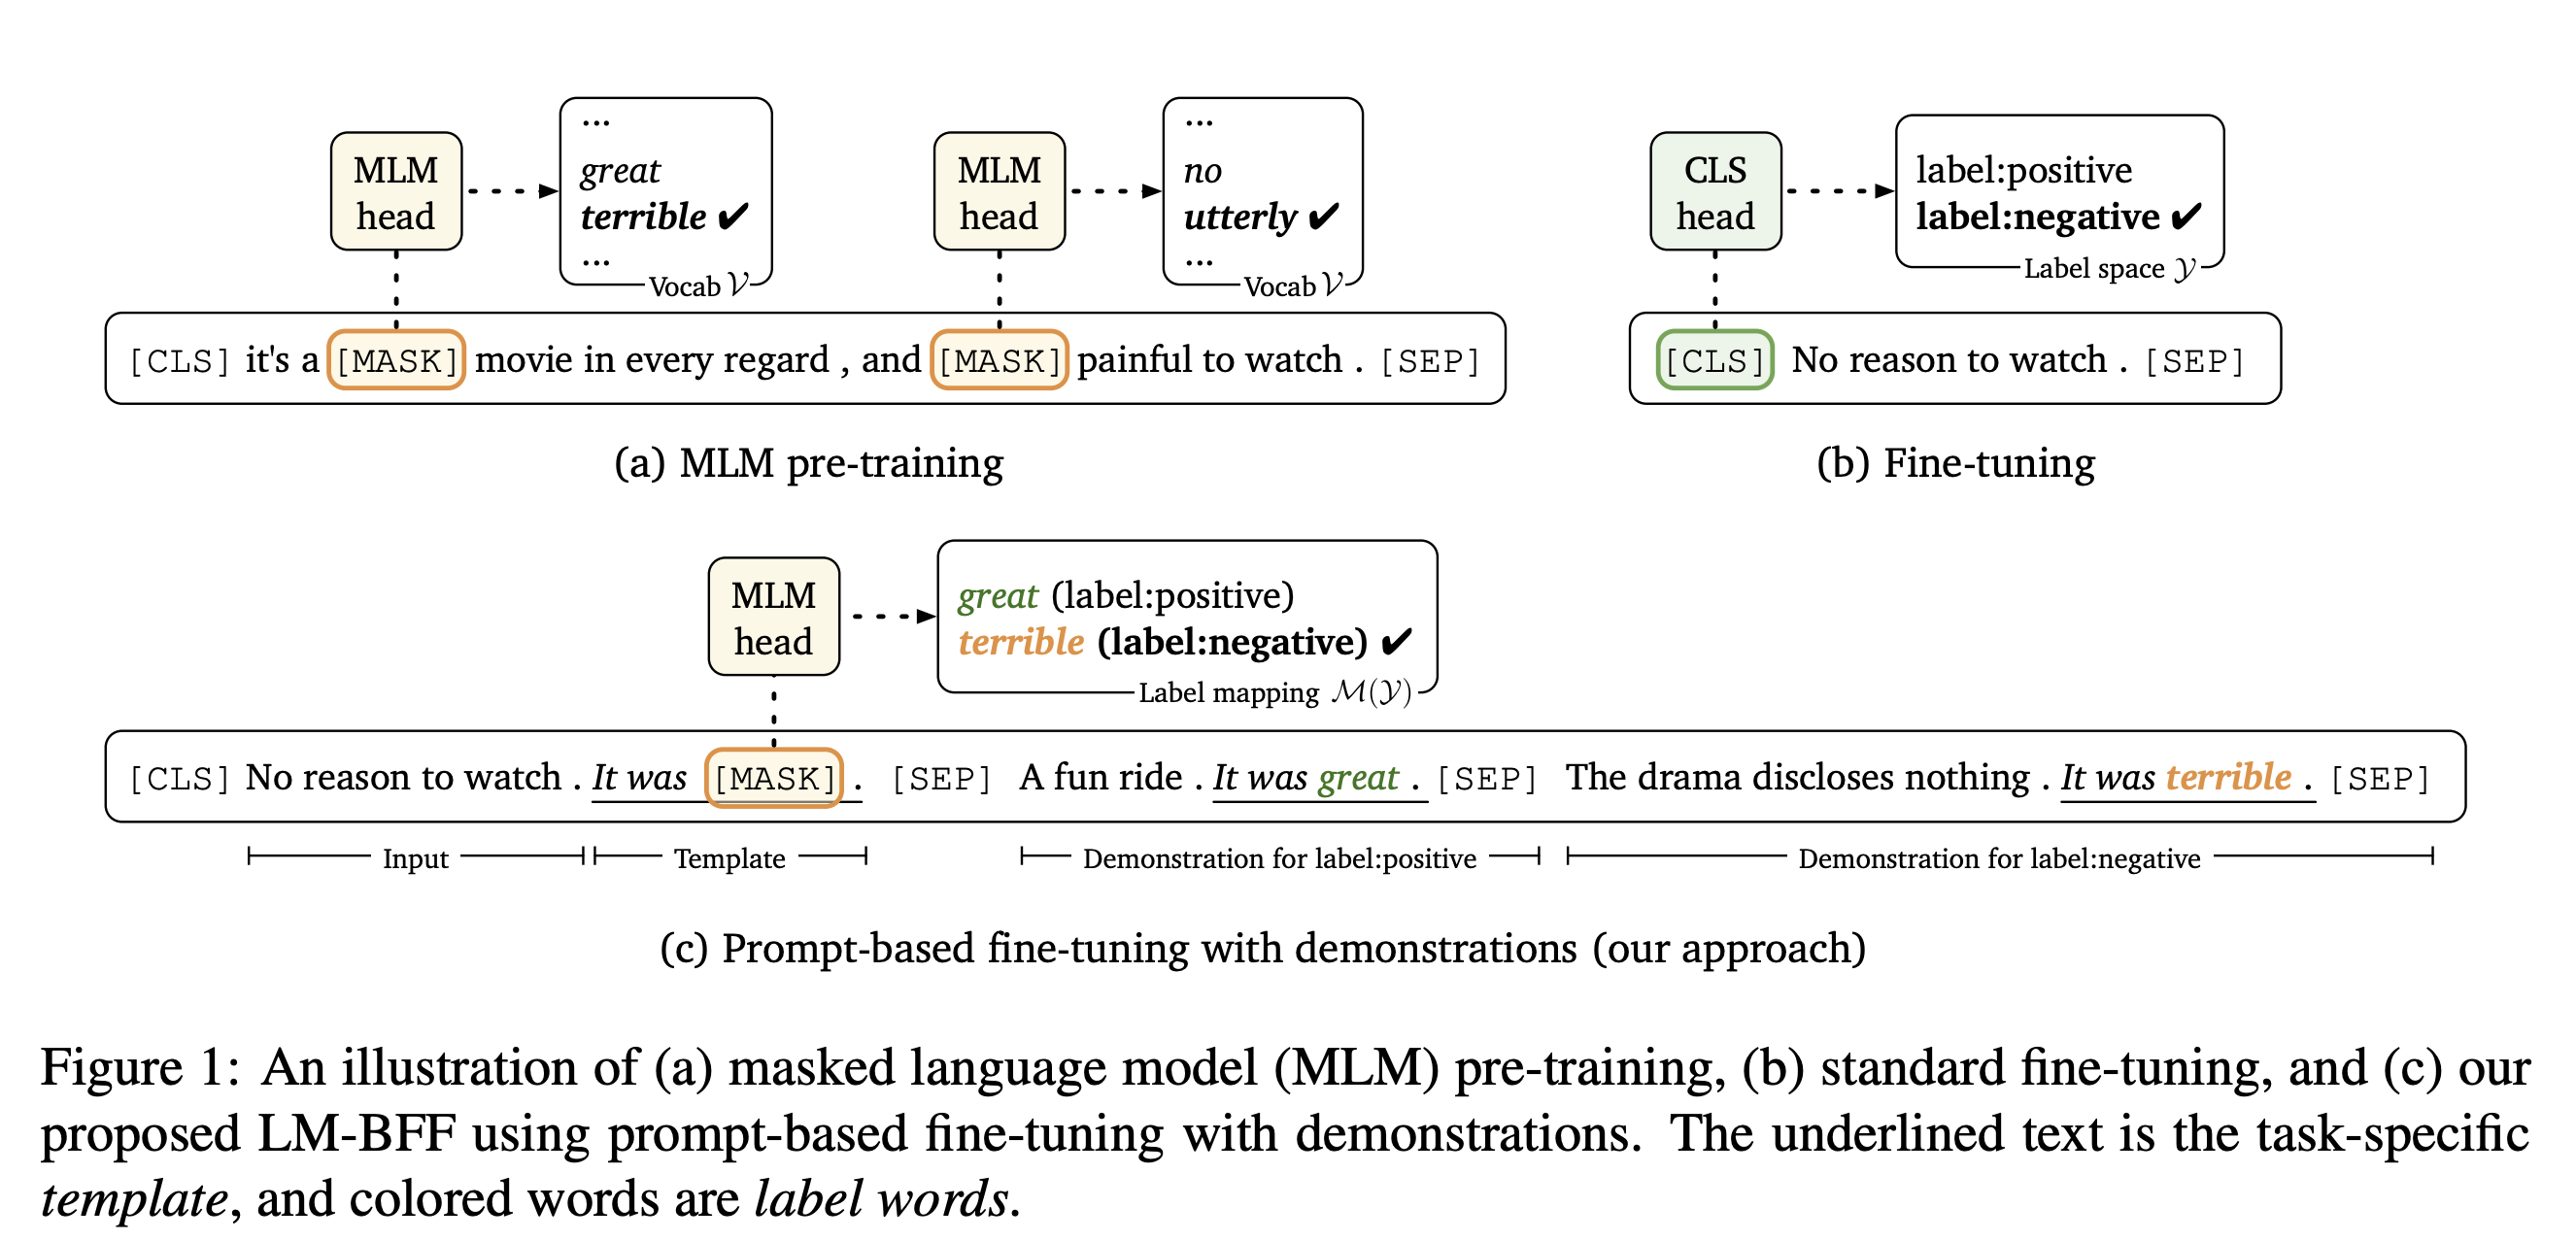 MLM
head
...
great
terrible ✔
...
Vocab 𝒱
MLM
head
...
no
utterly ✔
...
Vocab 𝒱
[CLS] it's a [MASK] movie in every regard , and [MASK] painful to watch . [SEP]
(a) MLM pre-training
CLS
head
label:positive
label:negative ✔
Label space 𝒴
[CLS] No reason to watch . [SEP]
(b) Fine-tuning
MLM
head
great (label:positive)
terrible (label:negative) ✔
Label mapping ℳ(𝒴)
[CLS] No reason to watch . It was [MASK] . [SEP] A fun ride . It was great . [SEP] The drama discloses nothing . It was terrible . [SEP]
Input Template Demonstration for label:positive Demonstration for label:negative
(c) Prompt-based fine-tuning with demonstrations (our approach)
Figure 1: An illustration of (a) masked language model (MLM) pre-training, (b) standard fine-tuning, and (c) our
proposed LM-BFF using prompt-based fine-tuning with demonstrations. The underlined text is the task-specific
template, and colored words are label words.